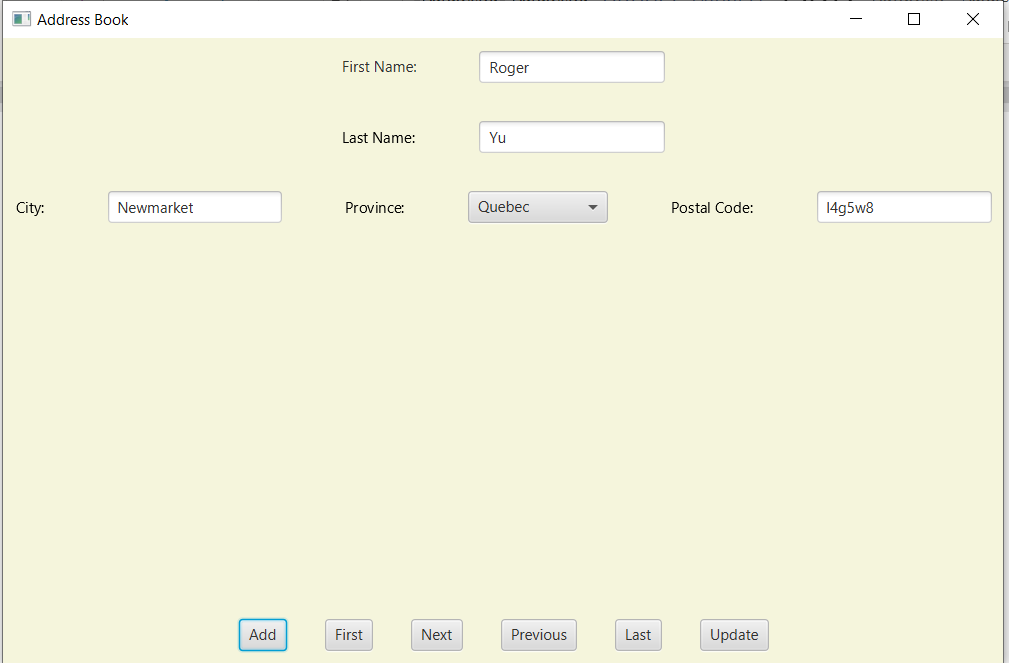 Address Book
First Name: Roger
Last Name: Yu
City: Newmarket Province: Quebec Postal Code: l4g5w8
Add First Next Previous Last Update